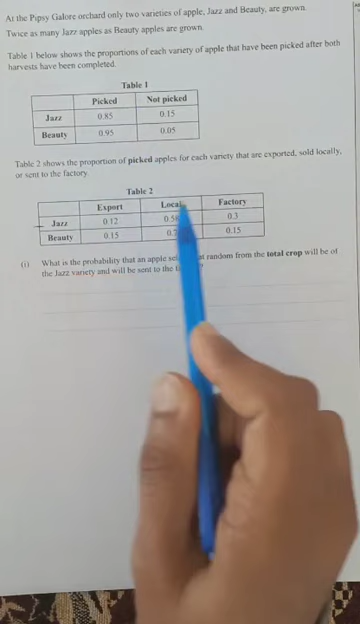 At the Pipsy Galore orchard only two varieties of apple, Jazz and Beauty, are grown.
Twice as many Jazz apples as Beauty apples are grown.
Table 1 below shows the proportions of each variety of apple that have been picked after both
harvests have been completed.
Table 1
Picked Not picked
Jazz 0.85 0.15
Beauty 0.95 0.05
Table 2 shows the proportion of picked apples for each variety that are exported, sold locally,
or sent to the factory.
Table 2
Export Local Factory
Jazz 0.12 0.58 0.3
Beauty 0.15 0.15
(i) What is the probability that an apple at random from the total crop will be of
the Jazz variety and will be sent to the